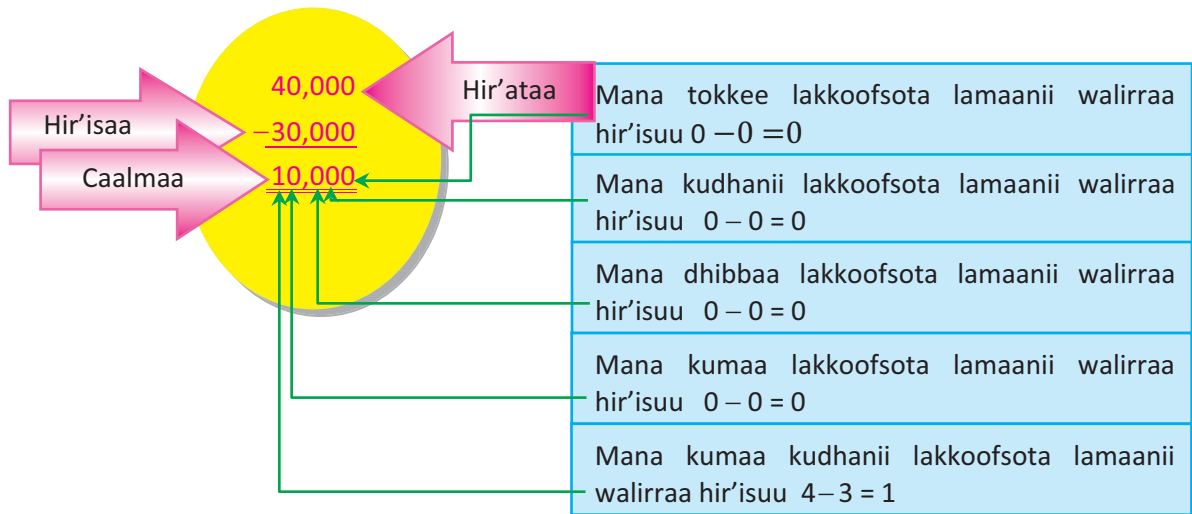 40,000
Hir'ataa
Hir'isaa
−30,000
Caalmaa
10,000
Mana tokkee lakkoofsota lamaanii walirraa
hir'isuu 0 −0 =0
Mana kudhanii lakkoofsota lamaanii walirraa
hir'isuu 0 − 0 = 0
Mana dhibbaa lakkoofsota lamaanii walirraa
hir'isuu 0 − 0 = 0
Mana kumaa lakkoofsota lamaanii walirraa
hir'isuu 0 − 0 = 0
Mana kumaa kudhanii lakkoofsota lamaanii
walirraa hir'isuu 4− 3 = 1